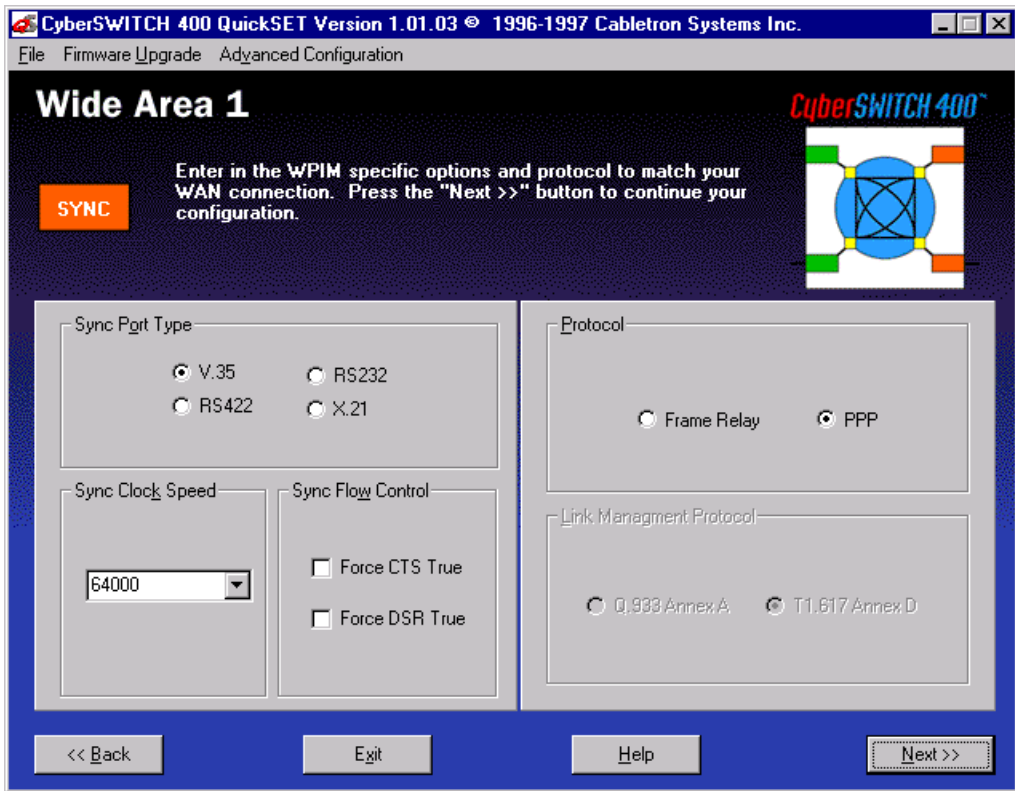 CyberSWITCH 400 QuickSET Version 1.01.03 © 1996-1997 Cabletron Systems Inc.
File Firmware Upgrade Advanced Configuration
Wide Area 1
CyberSWITCH 400™
SYNC
Enter in the WPIM specific options and protocol to match your
WAN connection. Press the "Next >>" button to continue your
configuration.
Sync Port Type
V.35 RS232
RS422 X.21
Protocol
Frame Relay PPP
Sync Clock Speed
64000
Sync Flow Control
Force CTS True
Force DSR True
Link Managment Protocol
Q.933 Annex A T1.617 Annex D
<< Back Exit Help Next >>